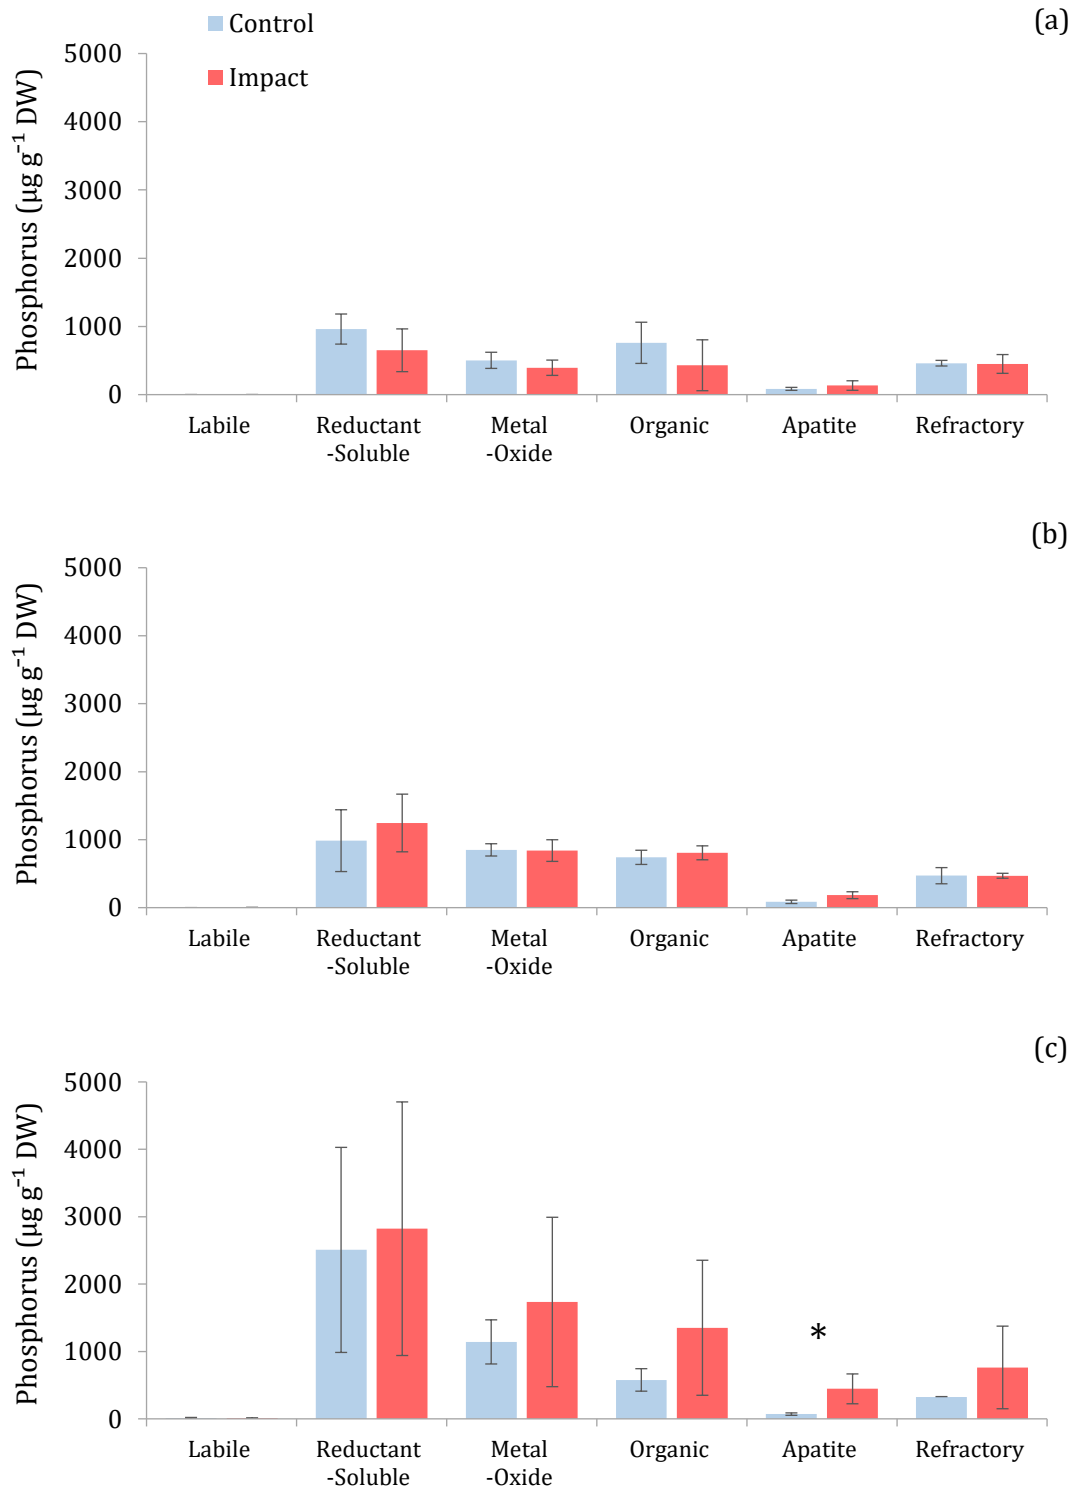 Control
(a)
Impact
Phosphorus (µg g⁻¹ DW)
5000
4000
3000
2000
1000
0
Labile
Reductant
-Soluble
Metal
-Oxide
Organic
Apatite
Refractory
(b)
Phosphorus (µg g⁻¹ DW)
5000
4000
3000
2000
1000
0
Labile
Reductant
-Soluble
Metal
-Oxide
Organic
Apatite
Refractory
(c)
Phosphorus (µg g⁻¹ DW)
5000
4000
3000
2000
1000
0
*
Labile
Reductant
-Soluble
Metal
-Oxide
Organic
Apatite
Refractory